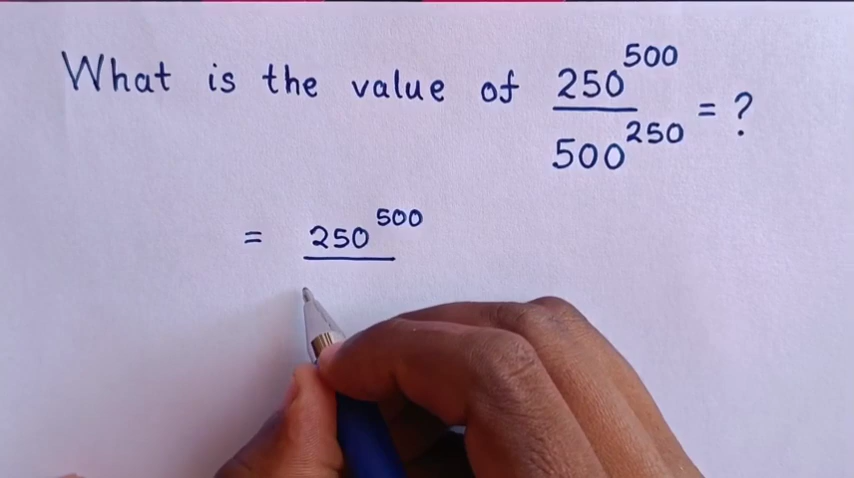 What is the value of 250^500 / 500^250 = ?
= 250^500